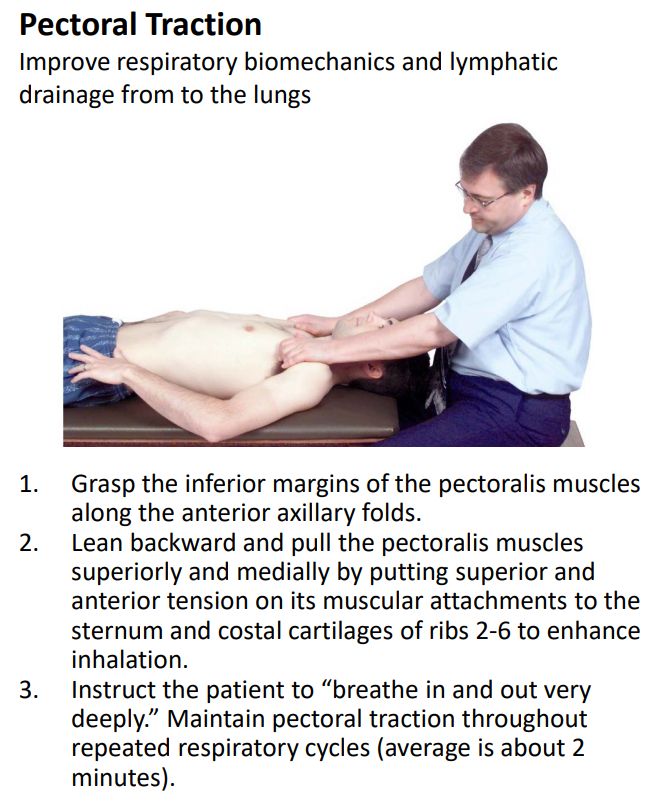 Pectoral Traction
Improve respiratory biomechanics and lymphatic
drainage from to the lungs
1. Grasp the inferior margins of the pectoralis muscles
along the anterior axillary folds.
2. Lean backward and pull the pectoralis muscles
superiorly and medially by putting superior and
anterior tension on its muscular attachments to the
sternum and costal cartilages of ribs 2-6 to enhance
inhalation.
3. Instruct the patient to “breathe in and out very
deeply.” Maintain pectoral traction throughout
repeated respiratory cycles (average is about 2
minutes).